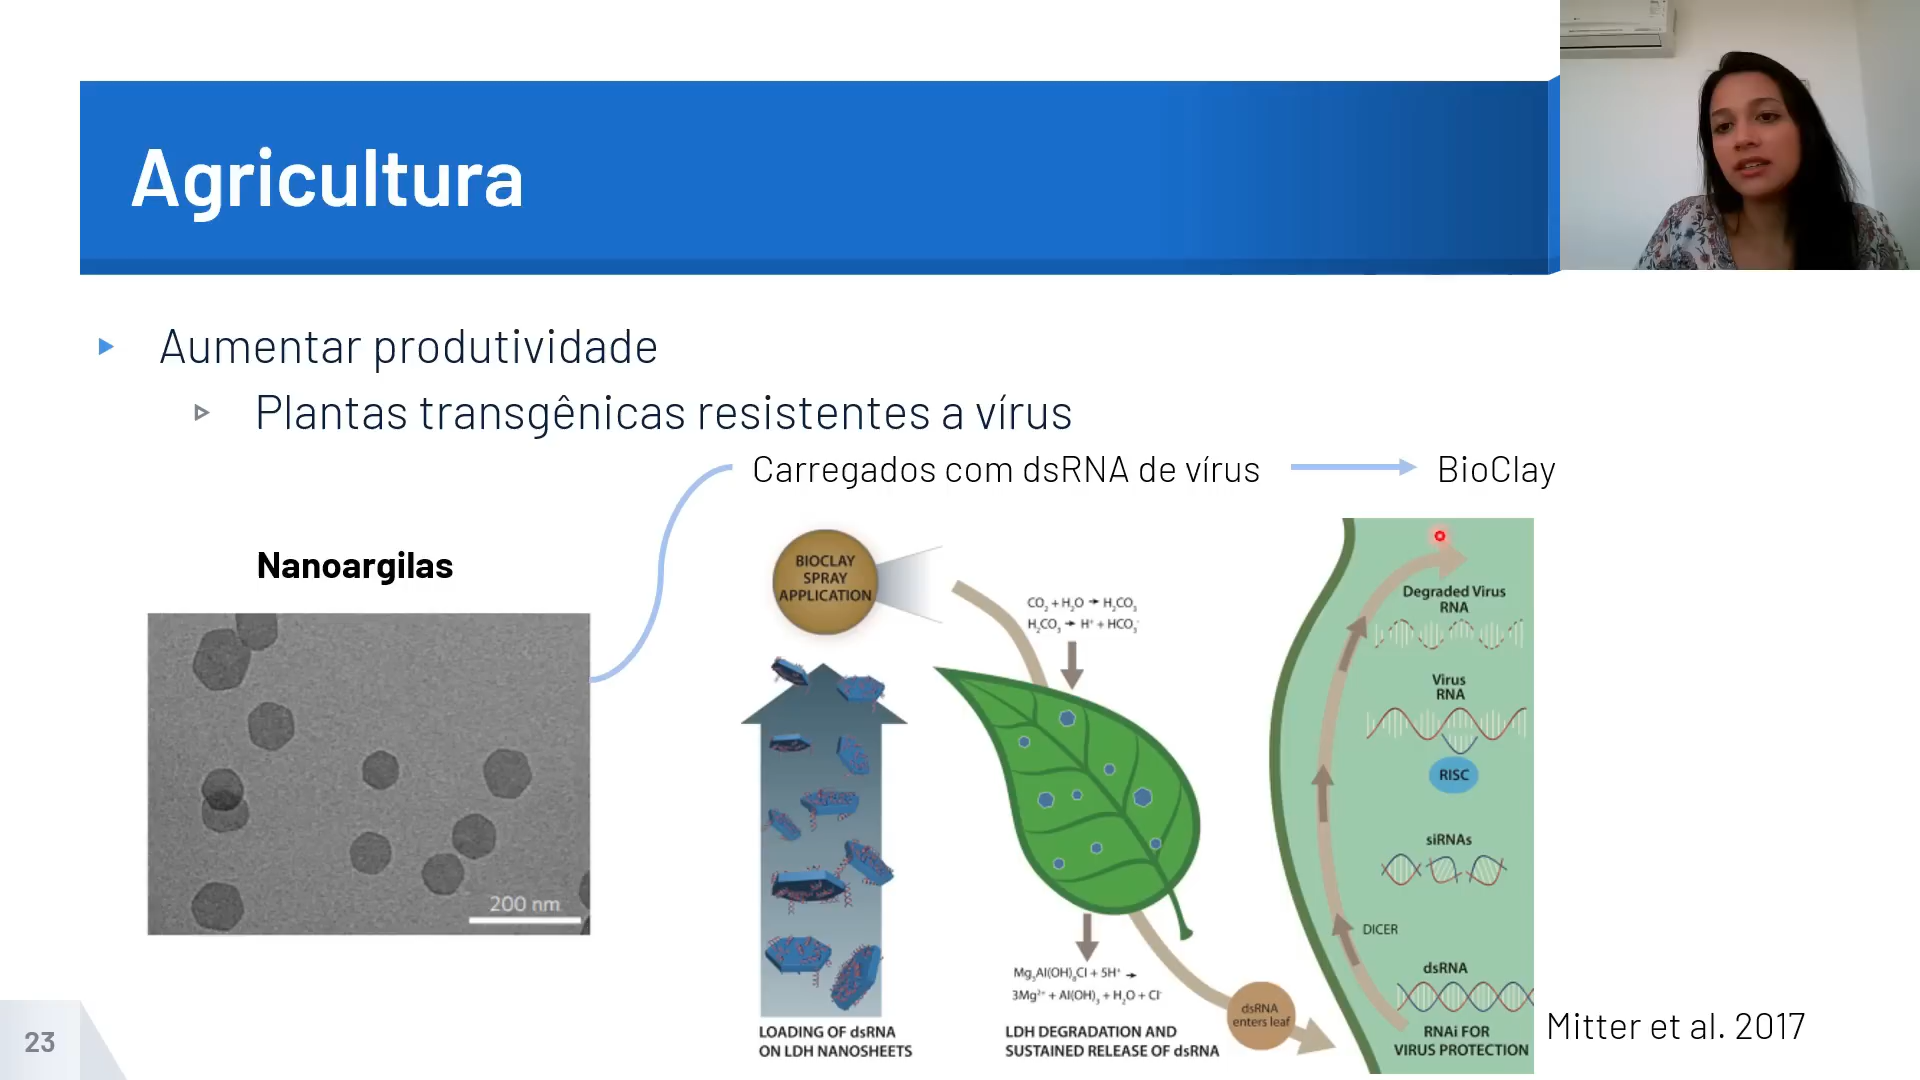 Agricultura
Aumentar produtividade
Plantas transgênicas resistentes a vírus
Carregados com dsRNA de vírus
BioClay
Nanoargilas
200 nm
BIOCLAY
SPRAY
APPLICATION
CO₂ + H₂O → H₂CO₃
H₂CO₃ → H⁺ + HCO₃⁻
LOADING OF dsRNA
ON LDH NANOSHEETS
Mg₃Al(OH)₈Cl + 5H⁺ →
3Mg²⁺ + Al(OH)₃ + H₂O + Cl⁻
LDH DEGRADATION AND
SUSTAINED RELEASE OF dsRNA
dsRNA
enters leaf
Degraded Virus
RNA
Virus
RNA
RISC
siRNAs
DICER
dsRNA
RNAi FOR
VIRUS PROTECTION
Mitter et al. 2017
23